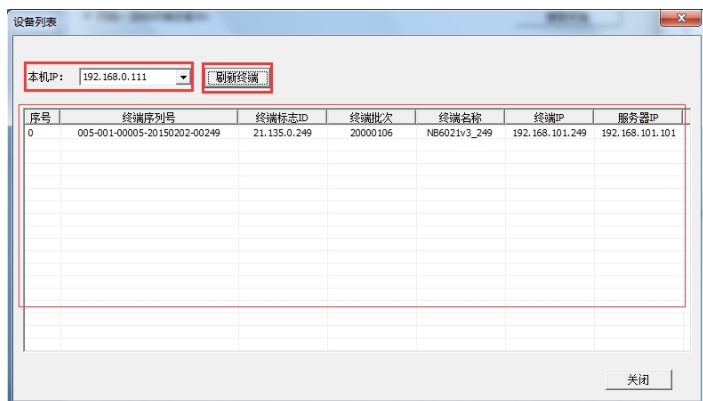 设备列表
本机IP: 192.168.0.111 刷新终端
序号 终端序列号 终端标志ID 终端批次 终端名称 终端IP 服务器IP
0 005-001-00005-20150202-00249 21.135.0.249 20000106 NB6021v3_249 192.168.101.249 192.168.101.101
关闭